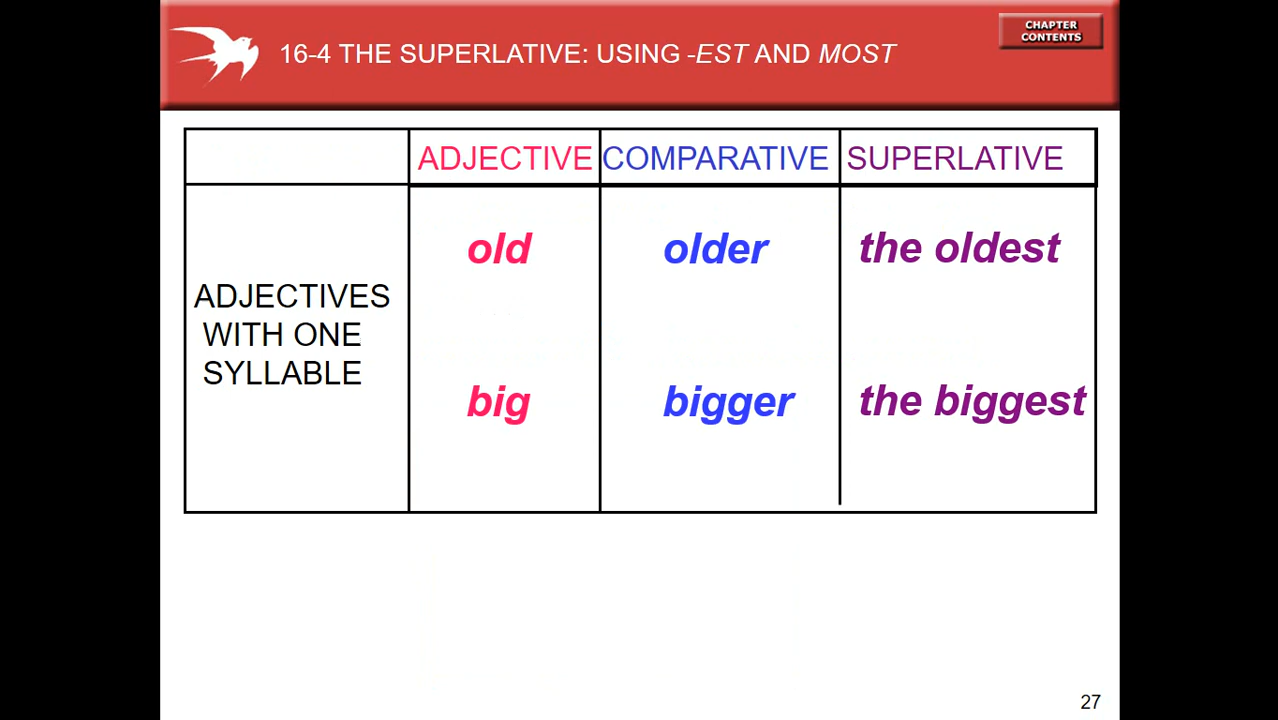 CHAPTER
CONTENTS
16-4 THE SUPERLATIVE: USING -EST AND MOST
ADJECTIVE COMPARATIVE SUPERLATIVE
old older the oldest
ADJECTIVES
WITH ONE
SYLLABLE
big bigger the biggest
27